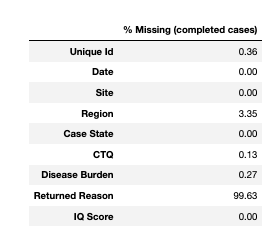 % Missing (completed cases)
Unique Id 0.36
Date 0.00
Site 0.00
Region 3.35
Case State 0.00
CTQ 0.13
Disease Burden 0.27
Returned Reason 99.63
IQ Score 0.00